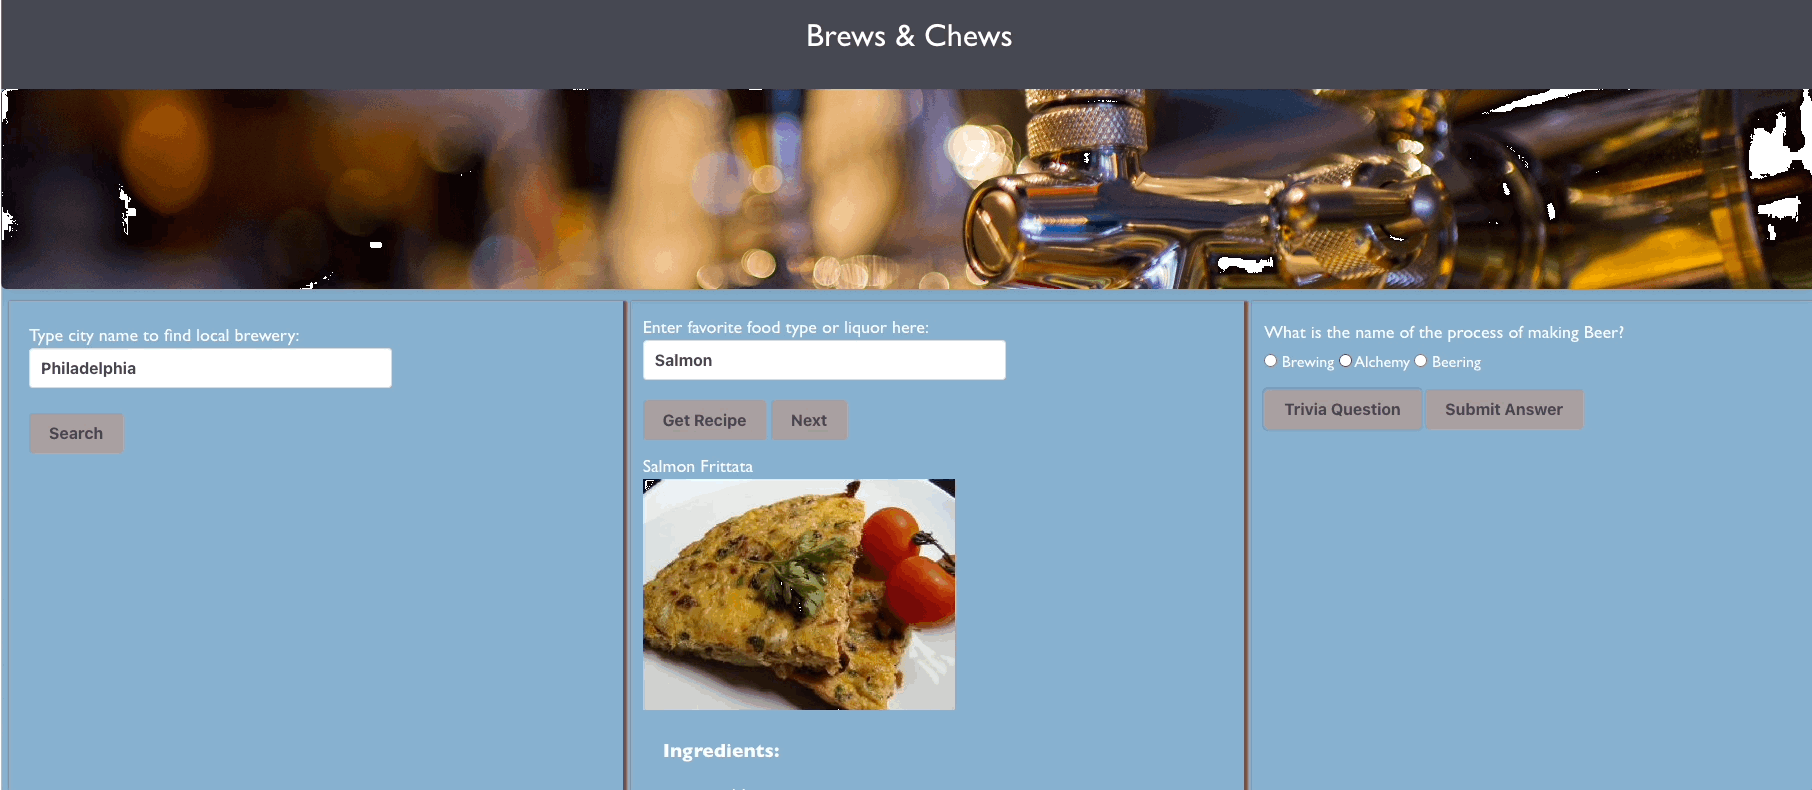 Brews & Chews
Type city name to find local brewery:
Philadelphia
Search
Enter favorite food type or liquor here:
Salmon
Get Recipe Next
Salmon Frittata
Ingredients:
What is the name of the process of making Beer?
Brewing Alchemy Beering
Trivia Question Submit Answer